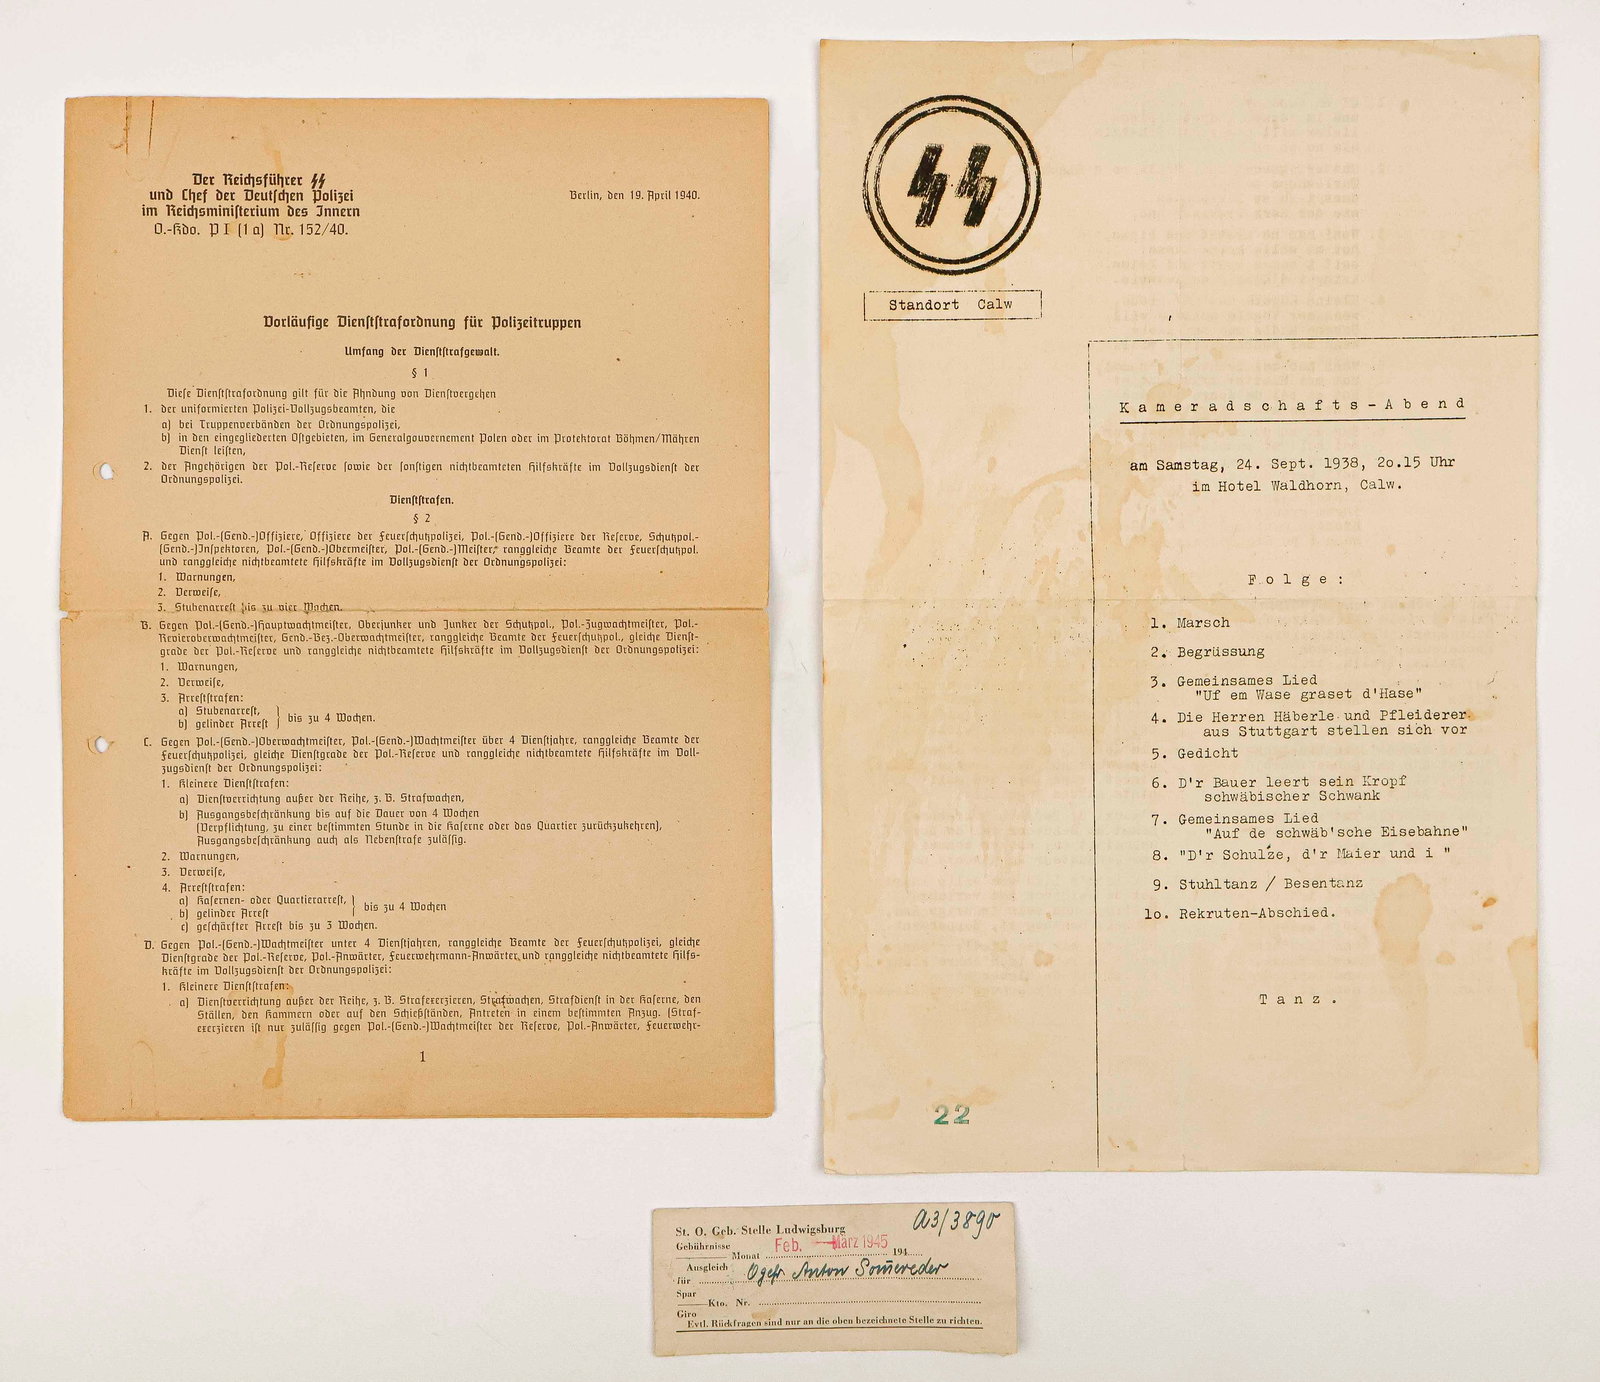 Der Reichsführer SS
und Chef der Deutschen Polizei
im Reichsministerium des Innern
O.-Kdo. P I (1 a) Nr. 152/40.
Berlin, den 19. April 1940.
Vorläufige Dienststrafordnung für Polizeitruppen
Umfang der Dienststrafgewalt.
§ 1
Diese Dienststrafordnung gilt für die Ahndung von Dienstvergehen
1. der uniformierten Polizei-Vollzugsbeamten, die
a) bei Truppenverbänden der Ordnungspolizei,
b) in den eingegliederten Ostgebieten, im Generalgouvernement Polen oder im Protektorat Böhmen/Mähren
Dienst leisten,
2. der Angehörigen der Pol.-Reserve sowie der sonstigen nichtbeamteten Hilfskräfte im Vollzugsdienst der
Ordnungspolizei.
Dienststrafen.
§ 2
A. Gegen Pol.-(Gend.-)Offiziere, Offiziere der Feuerschutzpolizei, Pol.-(Gend.-)Offiziere der Reserve, Schutzpol.-
(Gend.-)Inspektoren, Pol.-(Gend.-)Obermeister, Pol.-(Gend.-)Meister, ranggleiche Beamte der Feuerschutzpol.
und ranggleiche nichtbeamtete Hilfskräfte im Vollzugsdienst der Ordnungspolizei:
1. Warnungen,
2. Verweise,
3. Stubenarrest bis zu vier Wochen.
B. Gegen Pol.-(Gend.-)Hauptwachtmeister, Oberjunker und Junker der Schutzpol., Pol.-Zugwachtmeister, Pol.-
Revieroberwachtmeister, Gend.-Bez.-Oberwachtmeister, ranggleiche Beamte der Feuerschutzpol., gleiche Dienst-
grade der Pol.-Reserve und ranggleiche nichtbeamtete Hilfskräfte im Vollzugsdienst der Ordnungspolizei:
1. Warnungen,
2. Verweise,
3. Arreststrafen:
a) Stubenarrest,
b) gelinder Arrest } bis zu 4 Wochen.
C. Gegen Pol.-(Gend.-)Oberwachtmeister, Pol.-(Gend.-)Wachtmeister über 4 Dienstjahre, ranggleiche Beamte der
Feuerschutzpolizei, gleiche Dienstgrade der Pol.-Reserve und ranggleiche nichtbeamtete Hilfskräfte im Voll-
zugsdienst der Ordnungspolizei:
1. Kleinere Dienststrafen:
a) Dienstverrichtung außer der Reihe, z. B. Strafwachen,
b) Ausgangsbeschränkung bis auf die Dauer von 4 Wochen
(Verpflichtung, zu einer bestimmten Stunde in die Kaserne oder das Quartier zurückzukehren),
Ausgangsbeschränkung auch als Nebenstrafe zulässig.
2. Warnungen,
3. Verweise,
4. Arreststrafen:
a) Kasernen- oder Quartierarrest,
b) gelinder Arrest } bis zu 4 Wochen
c) geschärfter Arrest bis zu 3 Wochen.
D. Gegen Pol.-(Gend.-)Wachtmeister unter 4 Dienstjahren, ranggleiche Beamte der Feuerschutzpolizei, gleiche
Dienstgrade der Pol.-Reserve, Pol.-Anwärter, Feuerwehrmann-Anwärter und ranggleiche nichtbeamtete Hilfs-
kräfte im Vollzugsdienst der Ordnungspolizei:
1. Kleinere Dienststrafen:
a) Dienstverrichtung außer der Reihe, z. B. Strafexerzieren, Strafwachen, Strafdienst in der Kaserne, den
Ställen, den Kammern oder auf den Schießständen, Antreten in einem bestimmten Anzug. (Straf-
exerzieren ist nur zulässig gegen Pol.-(Gend.-)Wachtmeister der Reserve, Pol.-Anwärter, Feuerwehr-
1
SS
Standort Calw
Kameradschafts-Abend
am Samstag, 24. Sept. 1938, 2o.15 Uhr
im Hotel Waldhorn, Calw.
Folge:
1. Marsch
2. Begrüssung
3. Gemeinsames Lied
"Uf em Wase graset d'Hase"
4. Die Herren Häberle und Pfleiderer
aus Stuttgart stellen sich vor
5. Gedicht
6. D'r Bauer leert sein Kropf
schwäbischer Schwank
7. Gemeinsames Lied
"Auf de schwäb'sche Eisebahne"
8. "D'r Schulze, d'r Maier und i "
9. Stuhltanz / Besentanz
1o. Rekruten-Abschied.
Tanz.
22
A3/3890
St. O. Geb. Stelle Ludwigsburg
Gebührnisse
Monat Feb. - März 1945 194
Ausgleich
für Ogefr Anton Som̄ereder
Spar
Kto. Nr.
Giro
Evtl. Rückfragen sind nur an die oben bezeichnete Stelle zu richten.